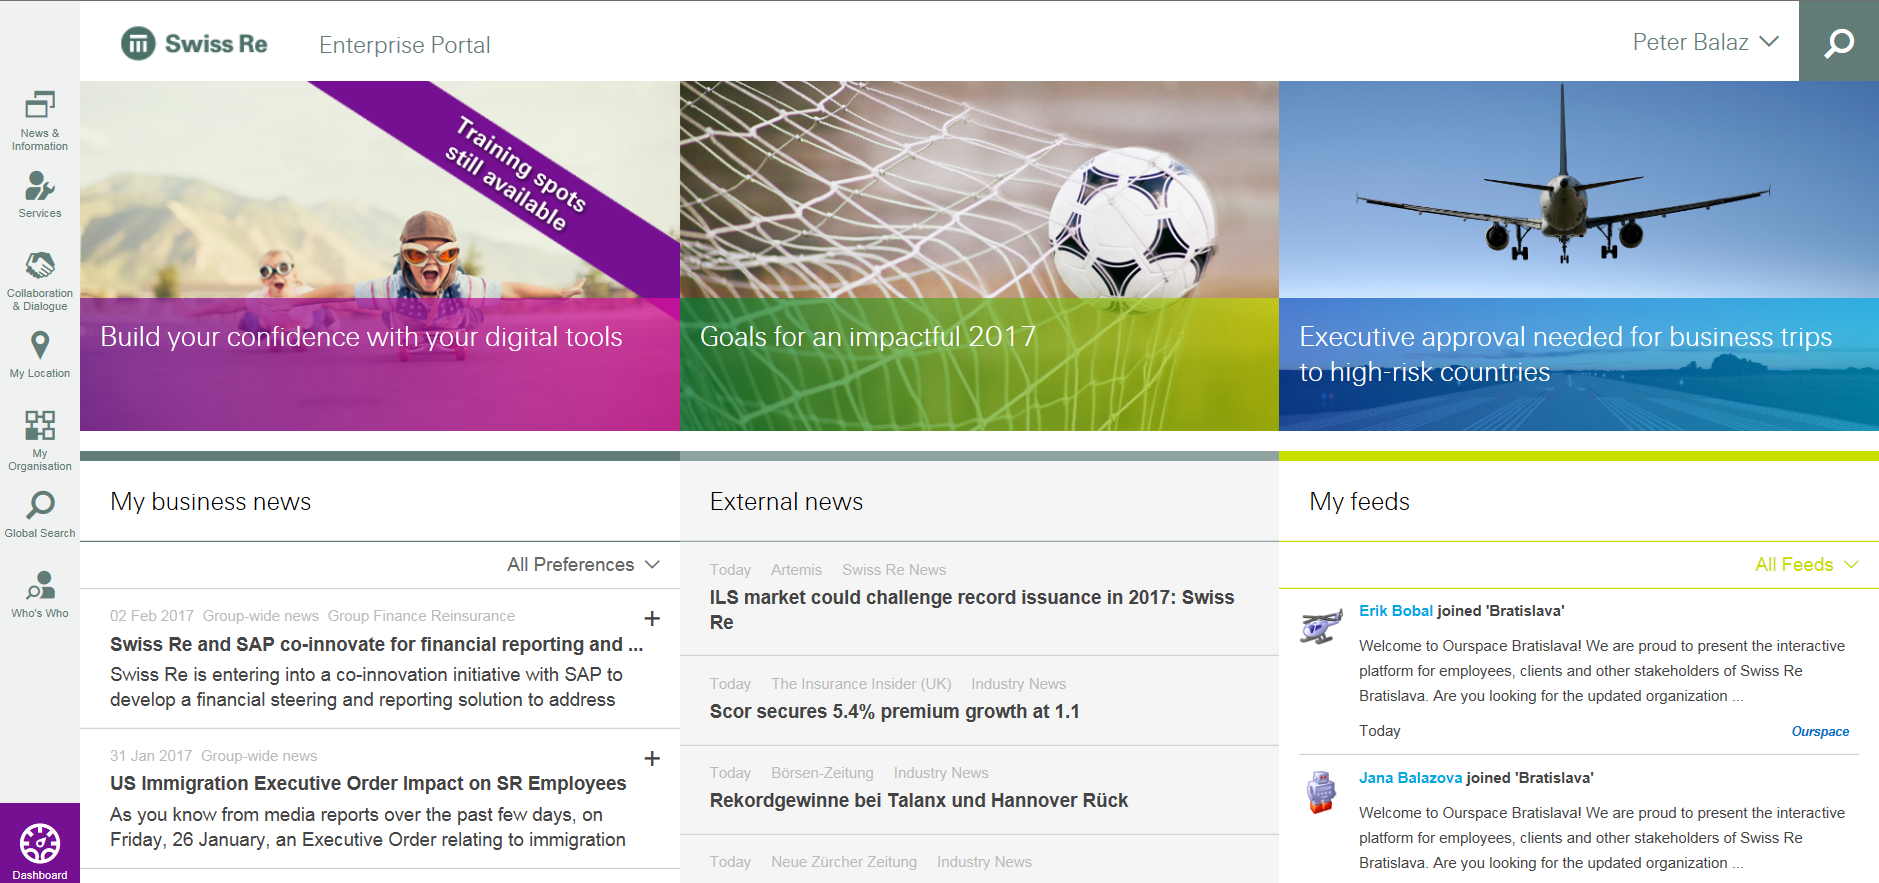 Swiss Re
Enterprise Portal
Peter Balaz
News &
Information
Services
Collaboration
& Dialogue
My Location
My
Organisation
Global Search
Who's Who
Dashboard
Training spots
still available
Build your confidence with your digital tools
Goals for an impactful 2017
Executive approval needed for business trips
to high-risk countries
My business news
All Preferences
02 Feb 2017 Group-wide news Group Finance Reinsurance
+
Swiss Re and SAP co-innovate for financial reporting and ...
Swiss Re is entering into a co-innovation initiative with SAP to
develop a financial steering and reporting solution to address
31 Jan 2017 Group-wide news
+
US Immigration Executive Order Impact on SR Employees
As you know from media reports over the past few days, on
Friday, 26 January, an Executive Order relating to immigration
External news
Today Artemis Swiss Re News
ILS market could challenge record issuance in 2017: Swiss
Re
Today The Insurance Insider (UK) Industry News
Scor secures 5.4% premium growth at 1.1
Today Börsen-Zeitung Industry News
Rekordgewinne bei Talanx und Hannover Rück
Today Neue Zürcher Zeitung Industry News
My feeds
All Feeds
Erik Bobal joined 'Bratislava'
Welcome to Ourspace Bratislava! We are proud to present the interactive
platform for employees, clients and other stakeholders of Swiss Re
Bratislava. Are you looking for the updated organization ...
Today
Ourspace
Jana Balazova joined 'Bratislava'
Welcome to Ourspace Bratislava! We are proud to present the interactive
platform for employees, clients and other stakeholders of Swiss Re
Bratislava. Are you looking for the updated organization ...